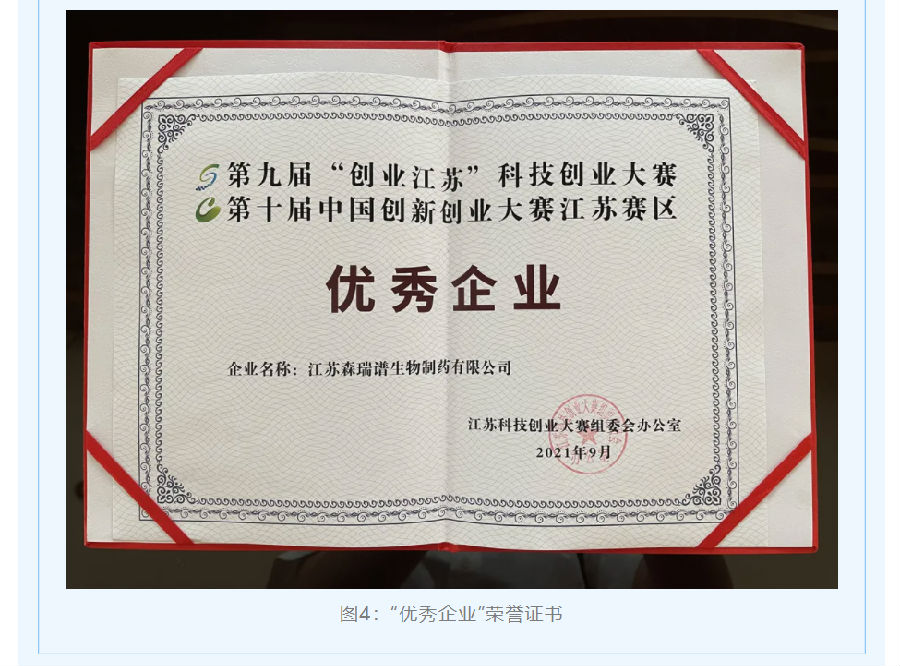 第九届“创业江苏”科技创业大赛
第十届中国创新创业大赛江苏赛区
优秀企业
企业名称：江苏森瑞谱生物制药有限公司
江苏科技创业大赛组委会办公室
2021年9月
图4：“优秀企业”荣誉证书